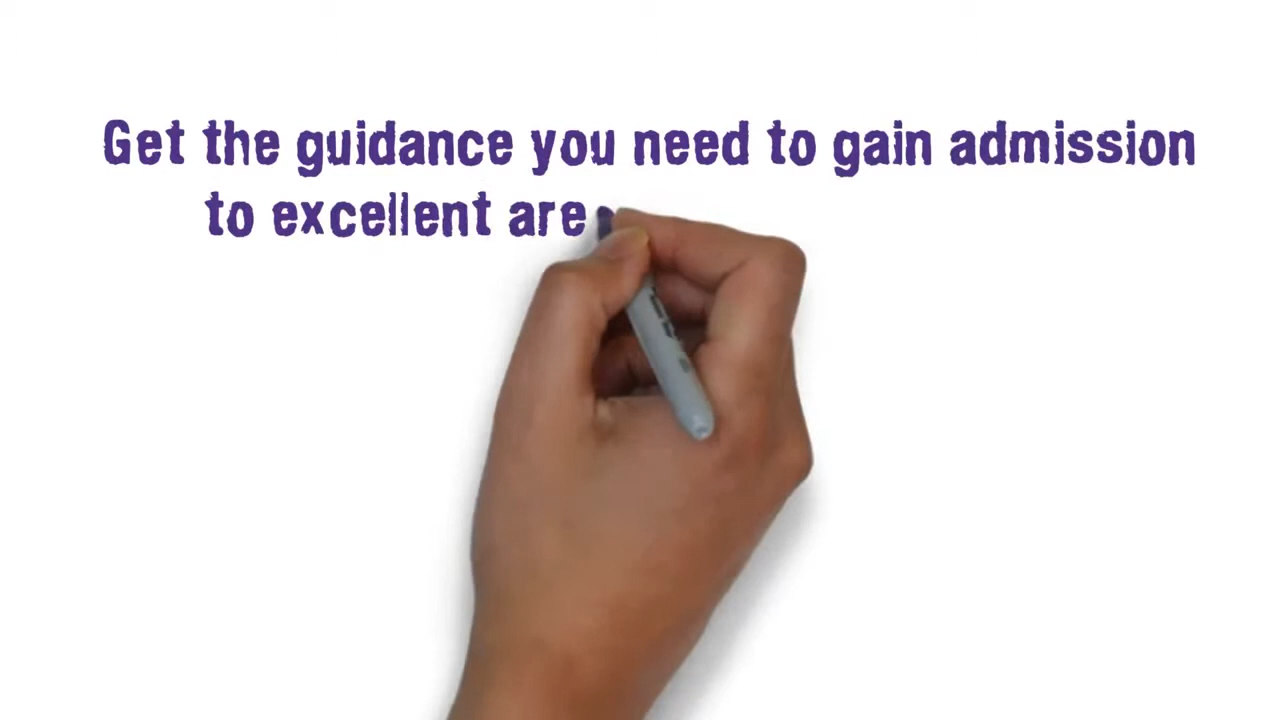 Get the guidance you need to gain admission
to excellent are